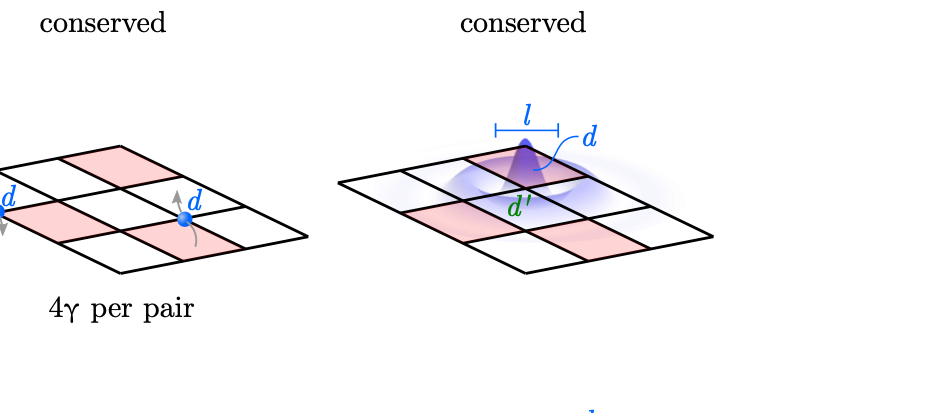 conserved
conserved
l
d
d
d
d′
4γ per pair